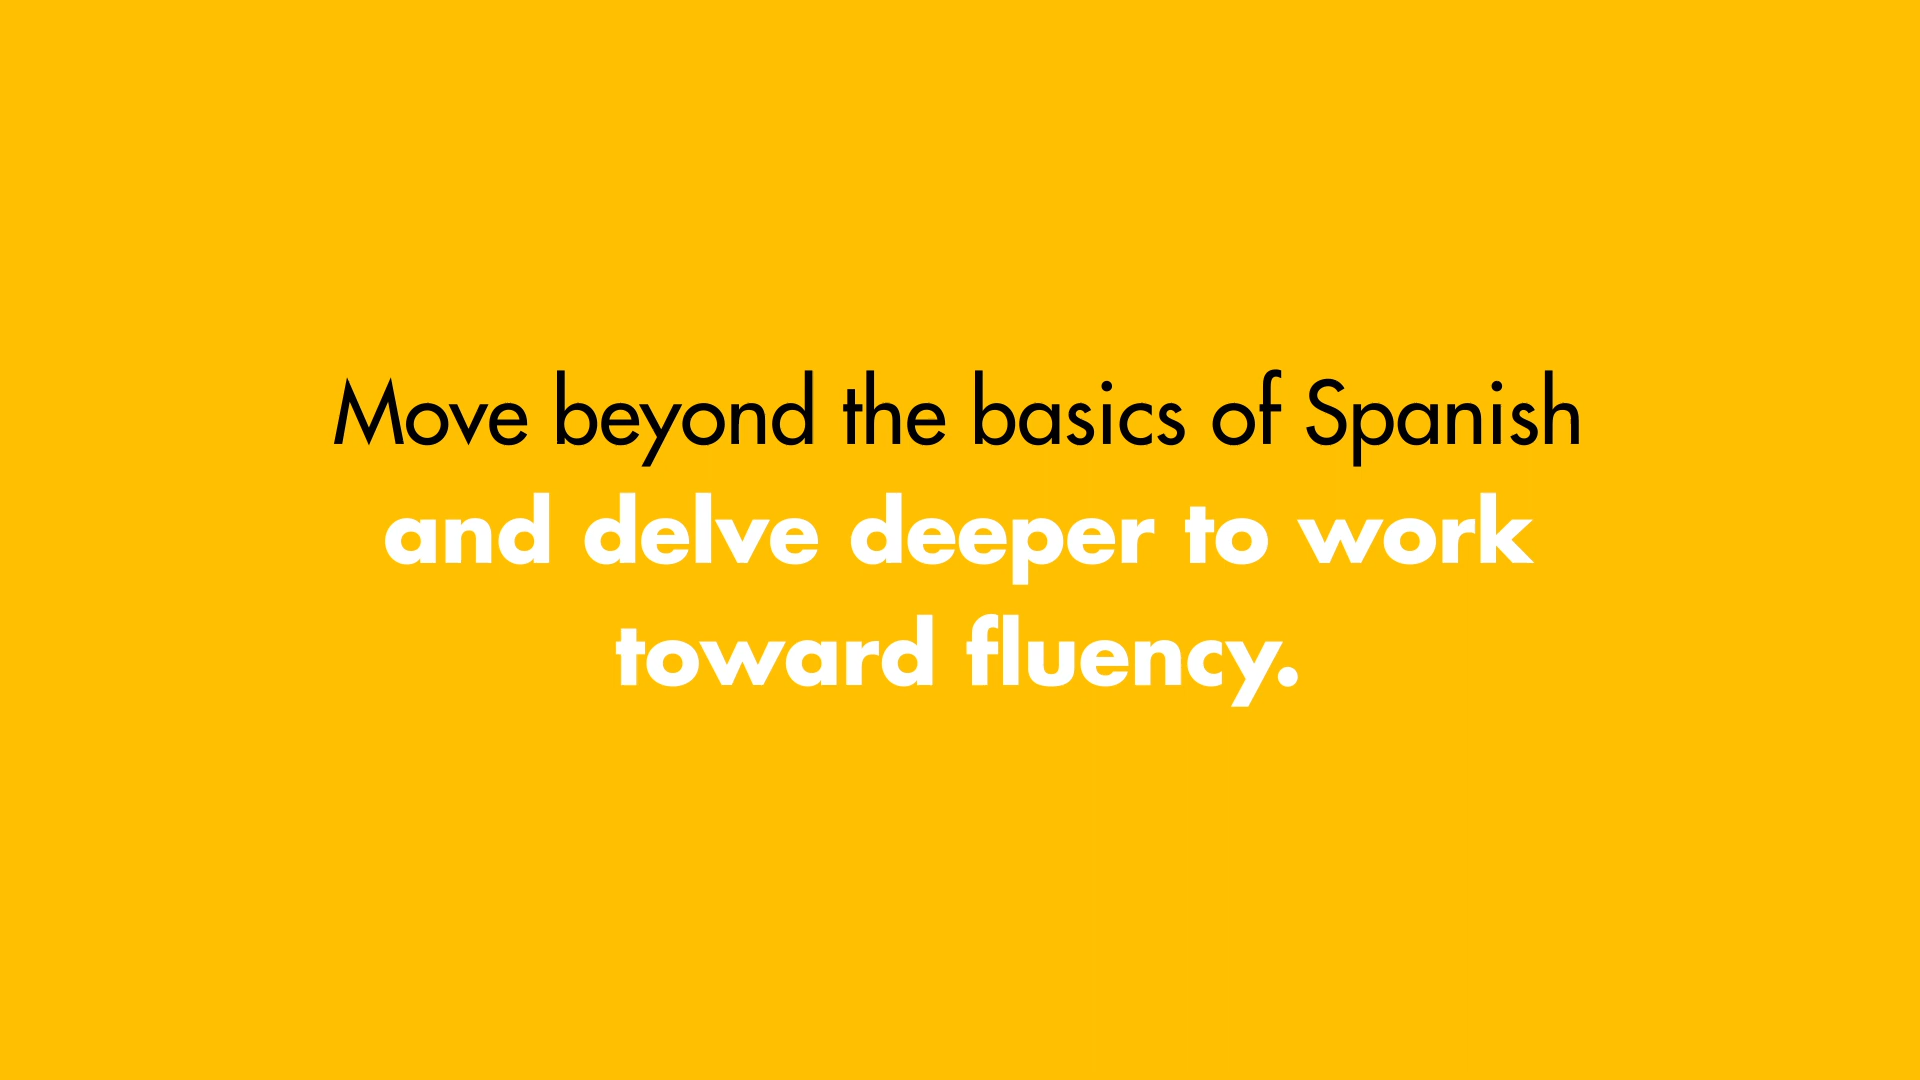 Move beyond the basics of Spanish
and delve deeper to work
toward fluency.